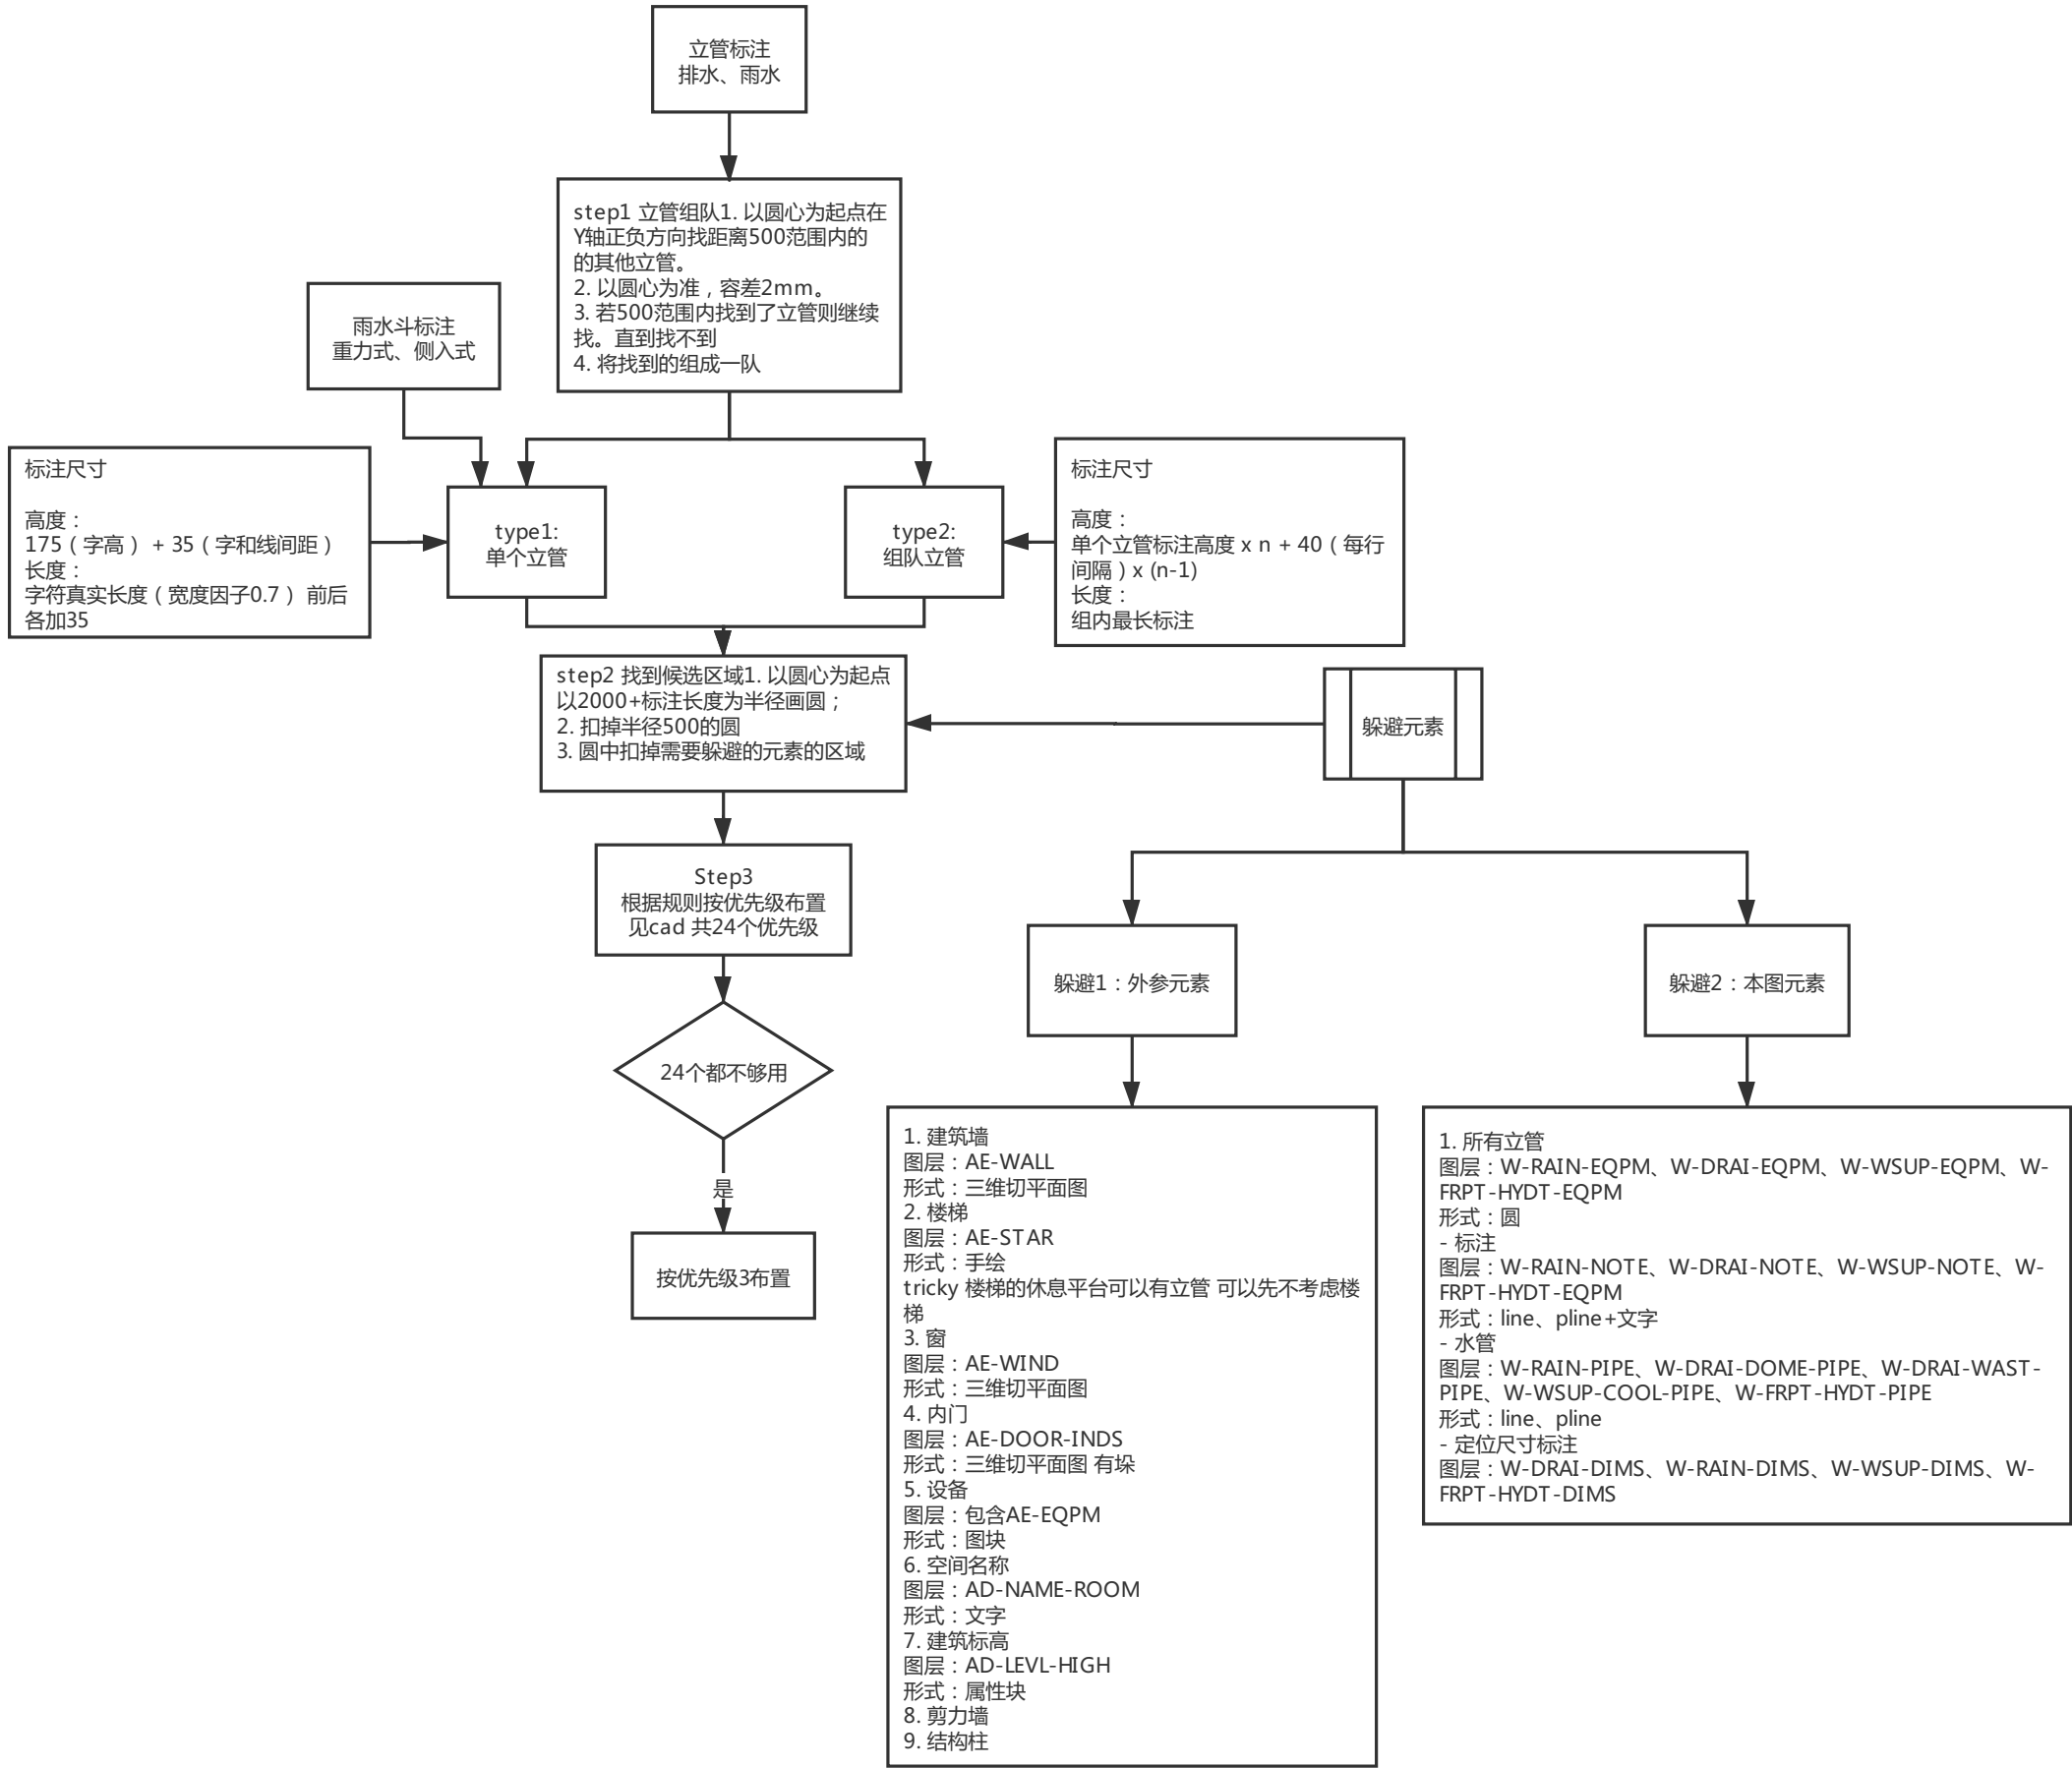 立管标注
排水、雨水
step1 立管组队1. 以圆心为起点在
Y轴正负方向找距离500范围内的
的其他立管。
2. 以圆心为准，容差2mm。
3. 若500范围内找到了立管则继续
找。直到找不到
4. 将找到的组成一队
雨水斗标注
重力式、侧入式
标注尺寸
高度：
175（字高） + 35（字和线间距）
长度：
字符真实长度（宽度因子0.7） 前后
各加35
type1:
单个立管
type2:
组队立管
标注尺寸
高度：
单个立管标注高度 x n + 40（每行
间隔）x (n-1)
长度：
组内最长标注
step2 找到候选区域1. 以圆心为起点
以2000+标注长度为半径画圆；
2. 扣掉半径500的圆
3. 圆中扣掉需要躲避的元素的区域
躲避元素
Step3
根据规则按优先级布置
见cad 共24个优先级
24个都不够用
是
按优先级3布置
躲避1：外参元素
躲避2：本图元素
1. 建筑墙
图层：AE-WALL
形式：三维切平面图
2. 楼梯
图层：AE-STAR
形式：手绘
tricky 楼梯的休息平台可以有立管 可以先不考虑楼
梯
3. 窗
图层：AE-WIND
形式：三维切平面图
4. 内门
图层：AE-DOOR-INDS
形式：三维切平面图 有垛
5. 设备
图层：包含AE-EQPM
形式：图块
6. 空间名称
图层：AD-NAME-ROOM
形式：文字
7. 建筑标高
图层：AD-LEVL-HIGH
形式：属性块
8. 剪力墙
9. 结构柱
1. 所有立管
图层：W-RAIN-EQPM、W-DRAI-EQPM、W-WSUP-EQPM、W-
FRPT-HYDT-EQPM
形式：圆
- 标注
图层：W-RAIN-NOTE、W-DRAI-NOTE、W-WSUP-NOTE、W-
FRPT-HYDT-EQPM
形式：line、pline+文字
- 水管
图层：W-RAIN-PIPE、W-DRAI-DOME-PIPE、W-DRAI-WAST-
PIPE、W-WSUP-COOL-PIPE、W-FRPT-HYDT-PIPE
形式：line、pline
- 定位尺寸标注
图层：W-DRAI-DIMS、W-RAIN-DIMS、W-WSUP-DIMS、W-
FRPT-HYDT-DIMS